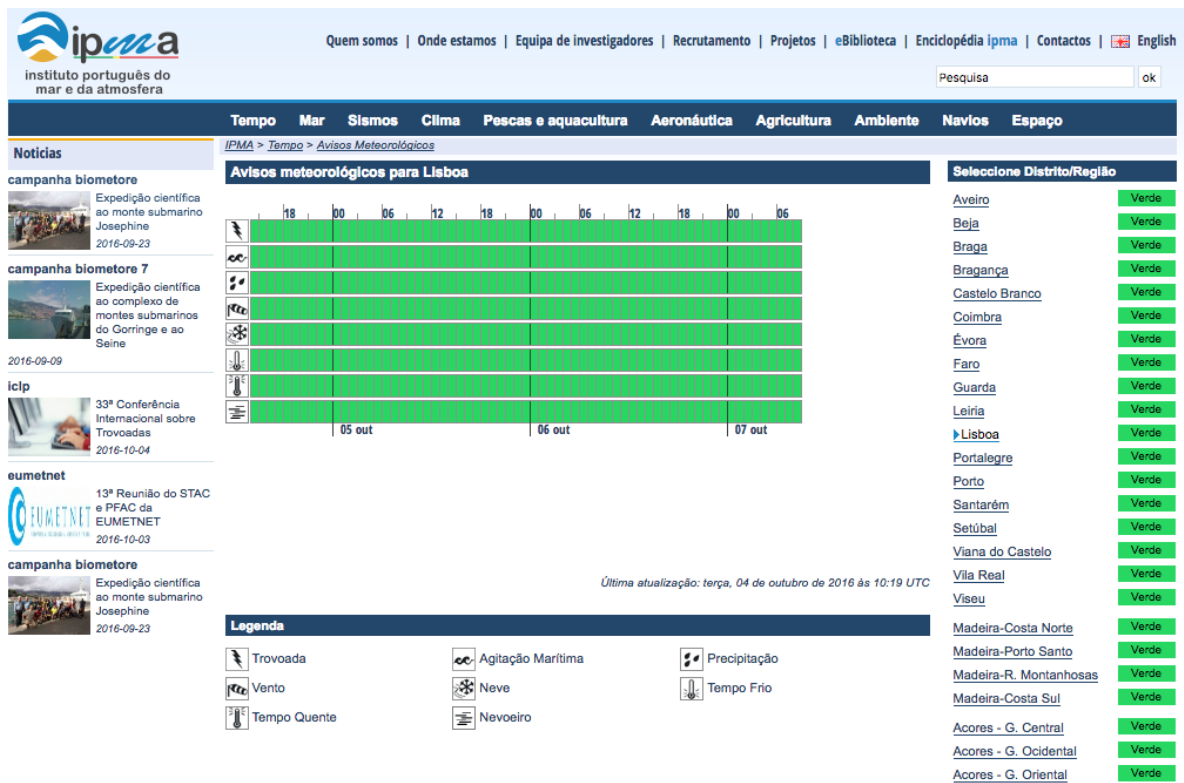 ipma
instituto português do
mar e da atmosfera
Quem somos | Onde estamos | Equipa de investigadores | Recrutamento | Projetos | eBiblioteca | Enciclopédia ipma | Contactos | English
Pesquisa ok
Tempo Mar Sismos Clima Pescas e aquacultura Aeronáutica Agricultura Ambiente Navios Espaço
Noticias
campanha biometore
Expedição científica
ao monte submarino
Josephine
2016-09-23
campanha biometore 7
Expedição científica
ao complexo de
montes submarinos
do Gorringe e ao
Seine
2016-09-09
iclp
33ª Conferência
Internacional sobre
Trovoadas
2016-10-04
eumetnet
EUMETNET
13ª Reunião do STAC
e PFAC da
EUMETNET
2016-10-03
campanha biometore
Expedição científica
ao monte submarino
Josephine
2016-09-23
IPMA > Tempo > Avisos Meteorológicos
Avisos meteorológicos para Lisboa
18 00 06 12 18 00 06 12 18 00 06
05 out 06 out 07 out
Última atualização: terça, 04 de outubro de 2016 às 10:19 UTC
Legenda
Trovoada Agitação Marítima Precipitação
Vento Neve Tempo Frio
Tempo Quente Nevoeiro
Seleccione Distrito/Região
Aveiro Verde
Beja Verde
Braga Verde
Bragança Verde
Castelo Branco Verde
Coimbra Verde
Évora Verde
Faro Verde
Guarda Verde
Leiria Verde
Lisboa Verde
Portalegre Verde
Porto Verde
Santarém Verde
Setúbal Verde
Viana do Castelo Verde
Vila Real Verde
Viseu Verde
Madeira-Costa Norte Verde
Madeira-Porto Santo Verde
Madeira-R. Montanhosas Verde
Madeira-Costa Sul Verde
Acores - G. Central Verde
Acores - G. Ocidental Verde
Acores - G. Oriental Verde